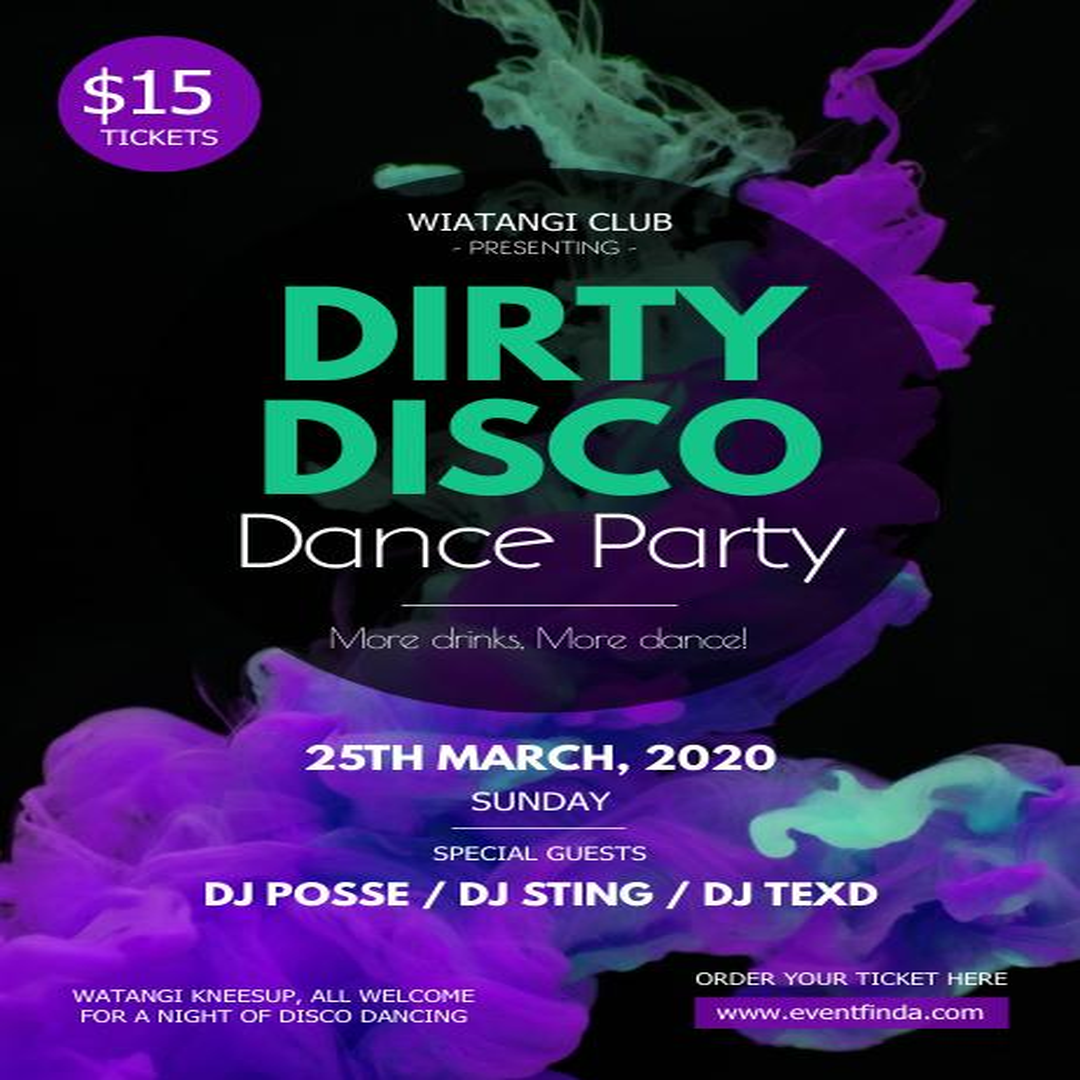 $15
TICKETS
WIATANGI CLUB
- PRESENTING -
DIRTY
DISCO
Dance Party
More drinks, More dance!
25TH MARCH, 2020
SUNDAY
SPECIAL GUESTS
DJ POSSE / DJ STING / DJ TEXD
WATANGI KNEESUP, ALL WELCOME
FOR A NIGHT OF DISCO DANCING
ORDER YOUR TICKET HERE
www.eventfinda.com